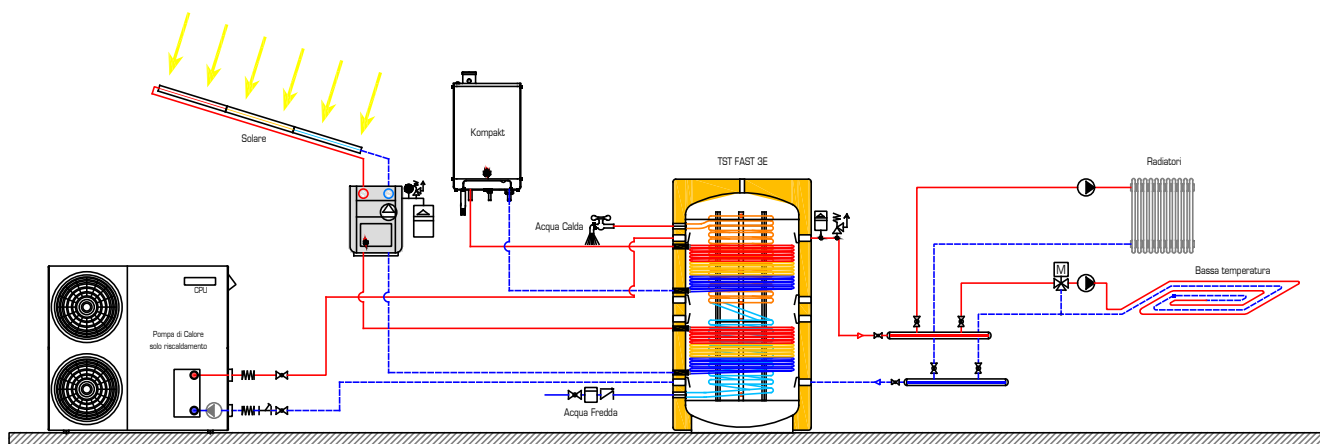 Solare
Kompakt
TST FAST 3E
Radiatori
Acqua Calda
M
Bassa temperatura
CPU
Pompa di Calore
solo riscaldamento
Acqua Fredda